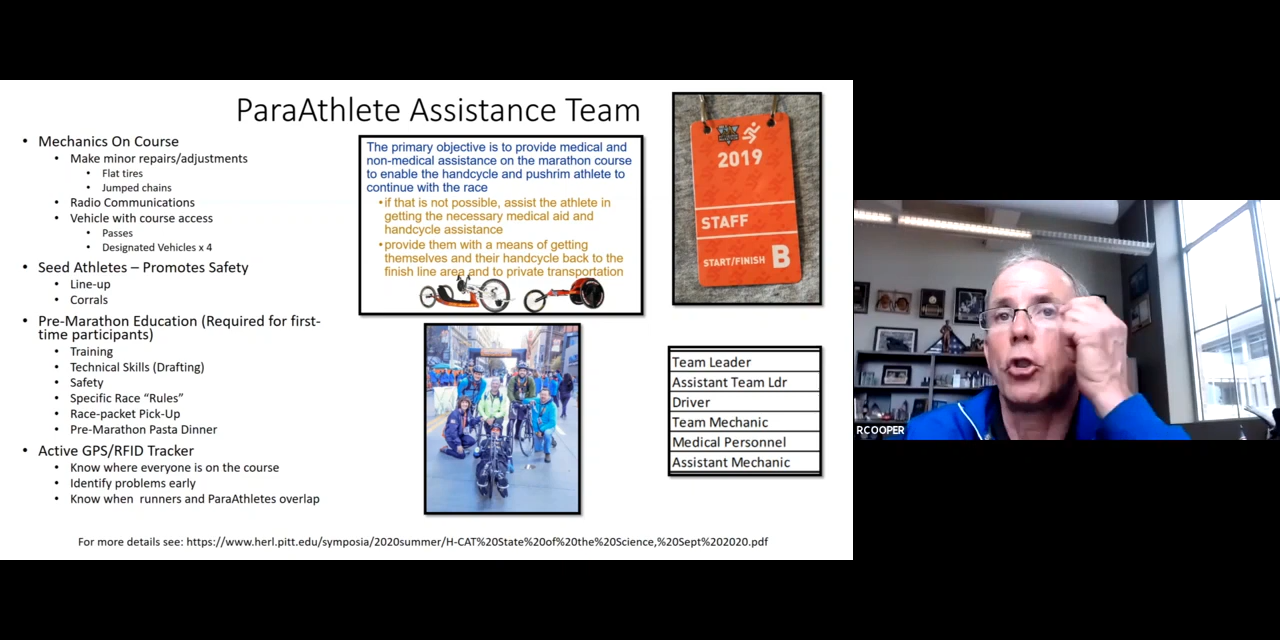 ParaAthlete Assistance Team
• Mechanics On Course
• Make minor repairs/adjustments
• Flat tires
• Jumped chains
• Radio Communications
• Vehicle with course access
• Passes
• Designated Vehicles x 4
• Seed Athletes – Promotes Safety
• Line-up
• Corrals
• Pre-Marathon Education (Required for first-
time participants)
• Training
• Technical Skills (Drafting)
• Safety
• Specific Race “Rules”
• Race-packet Pick-Up
• Pre-Marathon Pasta Dinner
• Active GPS/RFID Tracker
• Know where everyone is on the course
• Identify problems early
• Know when runners and ParaAthletes overlap
The primary objective is to provide medical and
non-medical assistance on the marathon course
to enable the handcycle and pushrim athlete to
continue with the race
•if that is not possible, assist the athlete in
getting the necessary medical aid and
handcycle assistance
•provide them with a means of getting
themselves and their handcycle back to the
finish line area and to private transportation
2019
STAFF
START/FINISH B
Team Leader
Assistant Team Ldr
Driver
Team Mechanic
Medical Personnel
Assistant Mechanic
For more details see: https://www.herl.pitt.edu/symposia/2020summer/H-CAT%20State%20of%20the%20Science,%20Sept%202020.pdf
RCOOPER